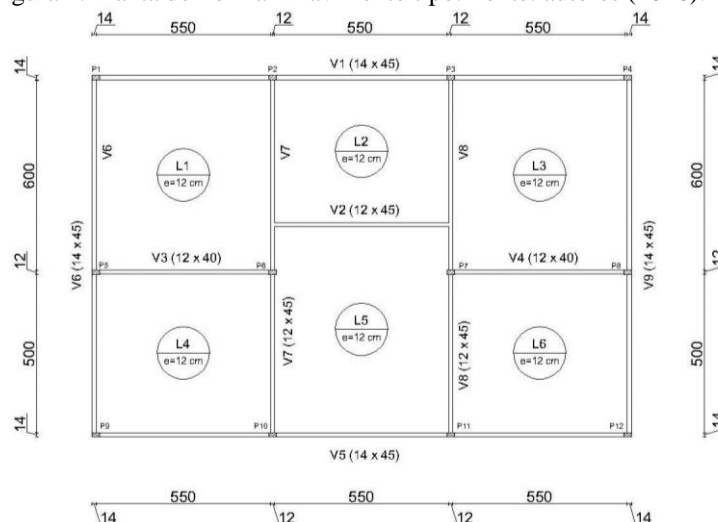 14 12 12 14
550 550 550
V1 (14 x 45)
P1 P2 P3 P4
14 14
V6 V7 V8
L1 L2 L3
e=12 cm e=12 cm e=12 cm
600 600
V2 (12 x 45)
V3 (12 x 40) V4 (12 x 40)
P5 P6 P7 P8
12 12
V6 (14 x 45) V9 (14 x 45)
L4 L5 L6
e=12 cm e=12 cm e=12 cm
V7 (12 x 45) V8 (12 x 45)
500 500
P9 P10 P11 P12
14 14
V5 (14 x 45)
550 550 550
14 12 12 14